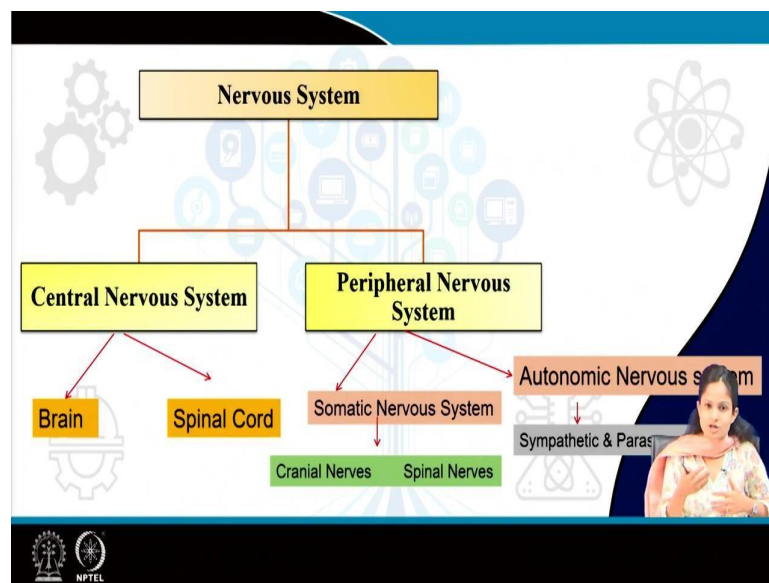 Nervous System
Central Nervous System
Peripheral Nervous
System
Brain
Spinal Cord
Somatic Nervous System
Autonomic Nervous
Cranial Nerves Spinal Nerves
Sympathetic &
NPTEL